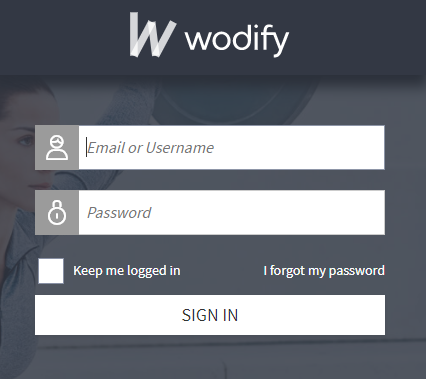 wodify
Email or Username
Password
Keep me logged in
I forgot my password
SIGN IN